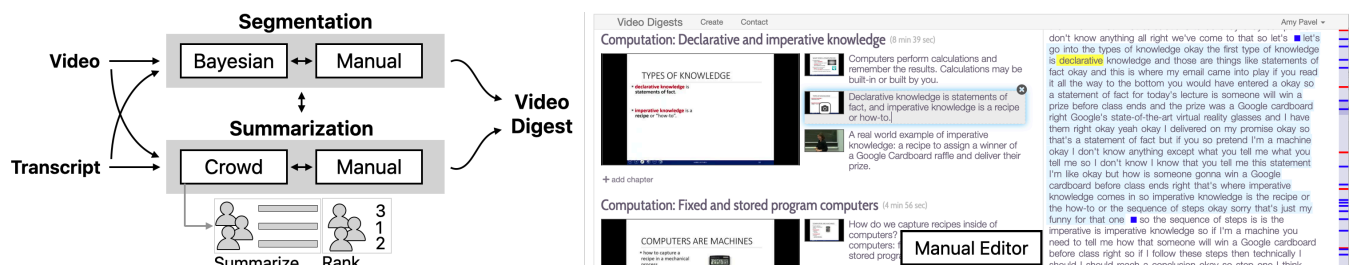 Segmentation
Video
Bayesian
Manual
Video
Digest
Summarization
Transcript
Crowd
Manual
3
1
2
Summarize
Rank
Video Digests Create Contact Amy Pavel
Computation: Declarative and imperative knowledge (8 min 39 sec)
TYPES OF KNOWLEDGE
• declarative knowledge is
statements of fact.
• imperative knowledge is a
recipe or "how-to".
Computers perform calculations and
remember the results. Calculations may be
built-in or built by you.
Declarative knowledge is statements of
fact, and imperative knowledge is a recipe
or how-to.
A real world example of imperative
knowledge: a recipe to assign a winner of
a Google Cardboard raffle and deliver their
prize.
+ add chapter
Computation: Fixed and stored program computers (4 min 56 sec)
COMPUTERS ARE MACHINES
• how to capture a
recipe in a mechanical
process
How do we capture recipes inside of
computers?
computers:
stored
Manual Editor
don't know anything all right we've come to that so let's let's
go into the types of knowledge okay the first type of knowledge
is declarative knowledge and those are things like statements of
fact okay and this is where my email came into play if you read
it all the way to the bottom you would have entered a okay so
a statement of fact for today's lecture is someone will win a
prize before class ends and the prize was a Google cardboard
right Google's state-of-the-art virtual reality glasses and I have
them right okay yeah okay I delivered on my promise okay so
that's a statement of fact but if you so pretend I'm a machine
okay I don't know anything except what you tell me what you
tell me so I don't know I know that you tell me this statement
I'm like okay but how is someone gonna win a Google
cardboard before class ends right that's where imperative
knowledge comes in so imperative knowledge is the recipe or
the how-to or the sequence of steps okay sorry that's just my
funny for that one so the sequence of steps is is the
imperative is imperative knowledge so if I'm a machine you
need to tell me how that someone will win a Google cardboard
before class right so if I follow these steps then technically I
should I should reach a conclusion okay so step one I think